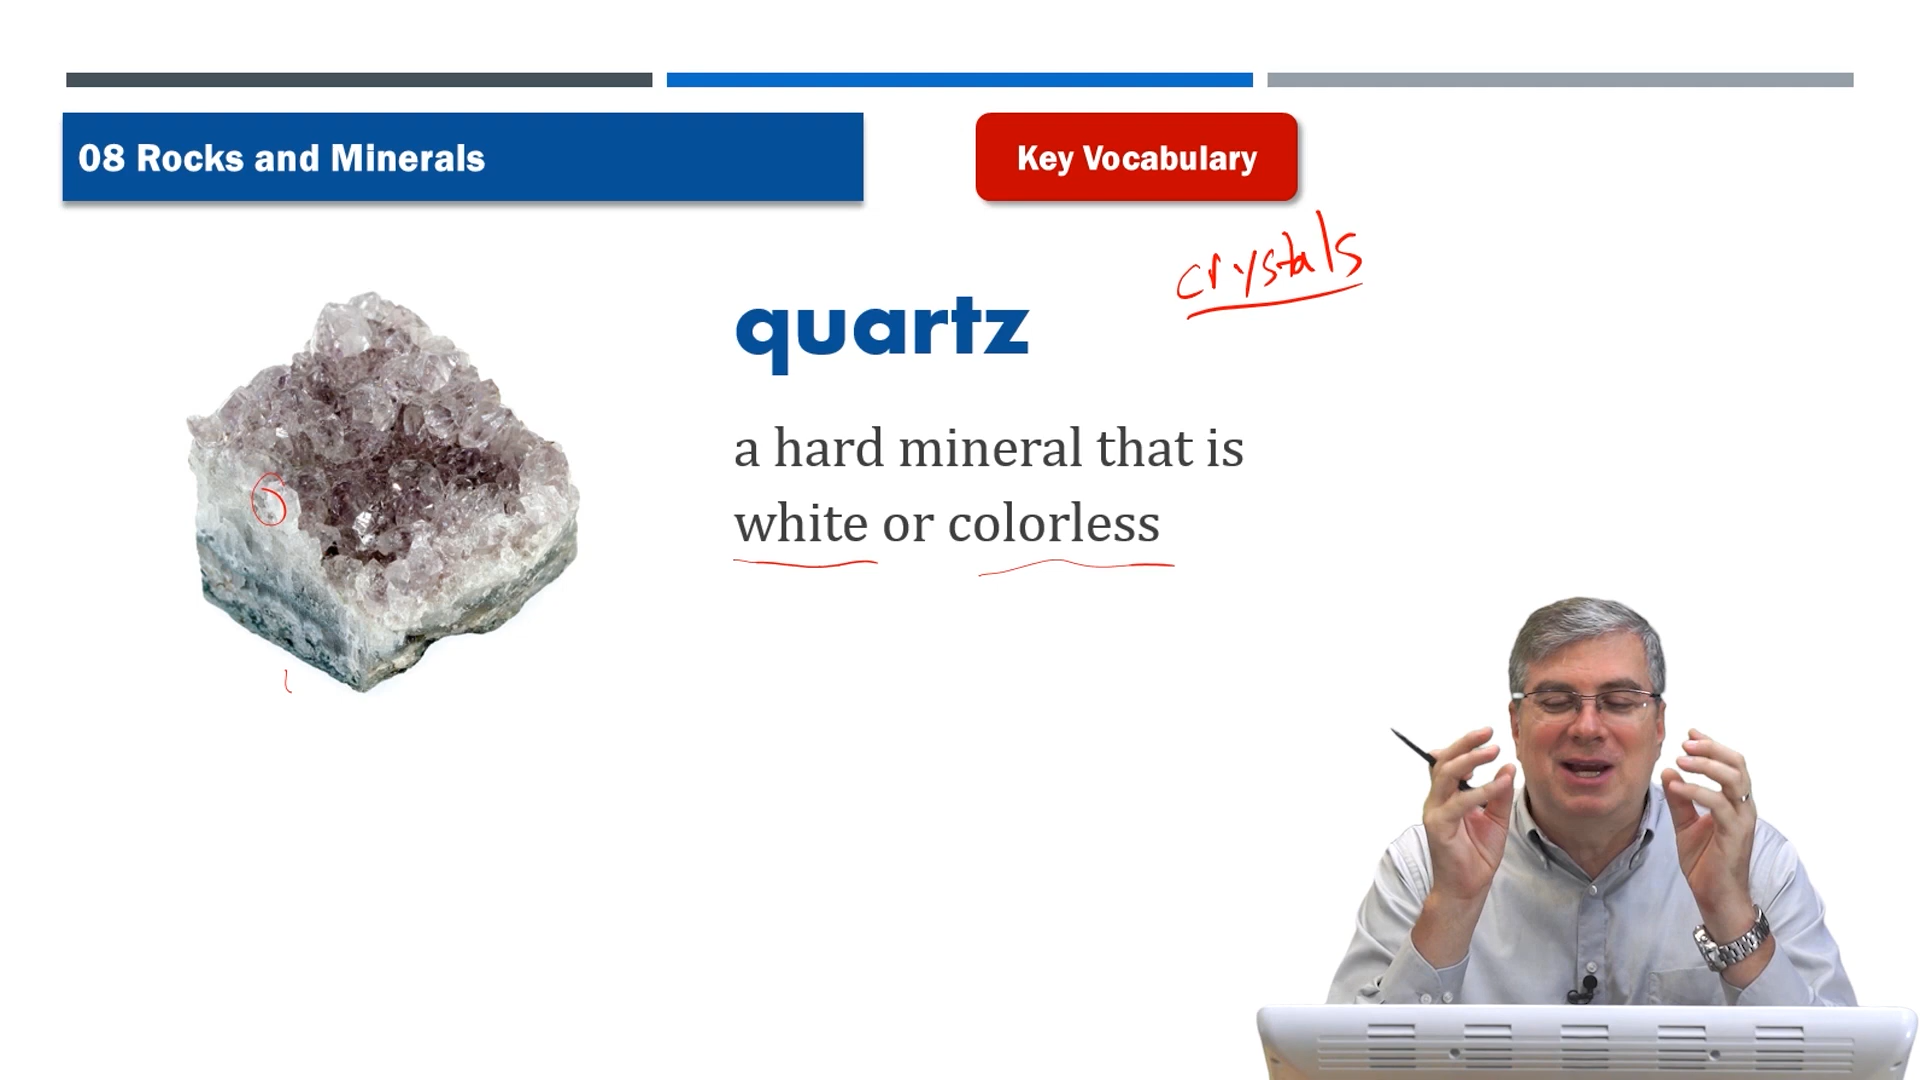 08 Rocks and Minerals
Key Vocabulary
crystals
quartz
a hard mineral that is
white or colorless